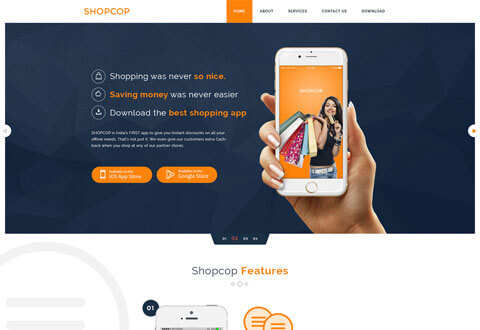 SHOPCOP
HOME ABOUT SERVICES CONTACT US DOWNLOAD
Shopping was never so nice.
Saving money was never easier
Download the best shopping app
SHOPCOP is India's FIRST app to give you instant discounts on all your
offline needs. That's not just it. We even give our customers extra Cash-
back when you shop at any of our partner stores.
Available on the
iOS App Store
Available on the
Google Store
SHOPCOP
01 02 03 04
Shopcop Features
01